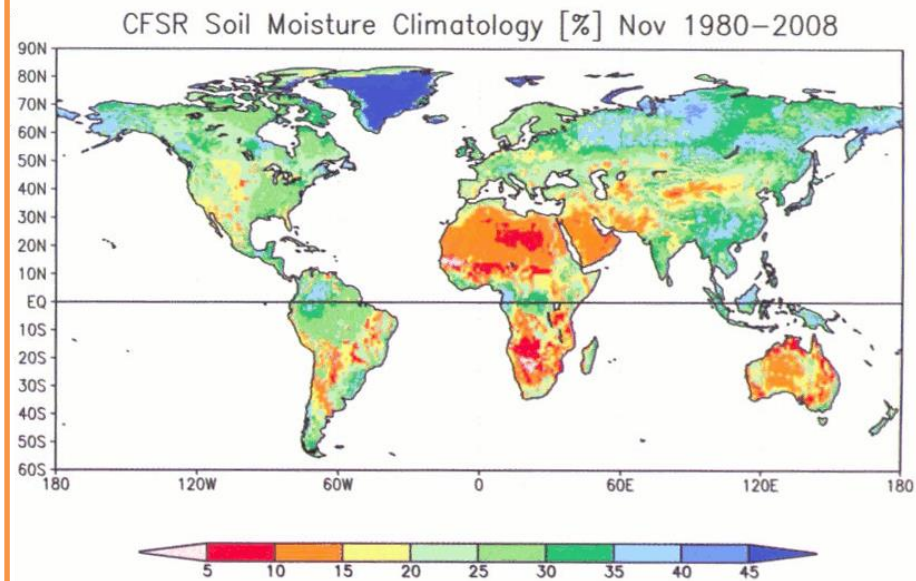 CFSR Soil Moisture Climatology [%] Nov 1980−2008
90N
80N
70N
60N
50N
40N
30N
20N
10N
EQ
10S
20S
30S
40S
50S
60S
180 120W 60W 0 60E 120E 180
5 10 15 20 25 30 35 40 45